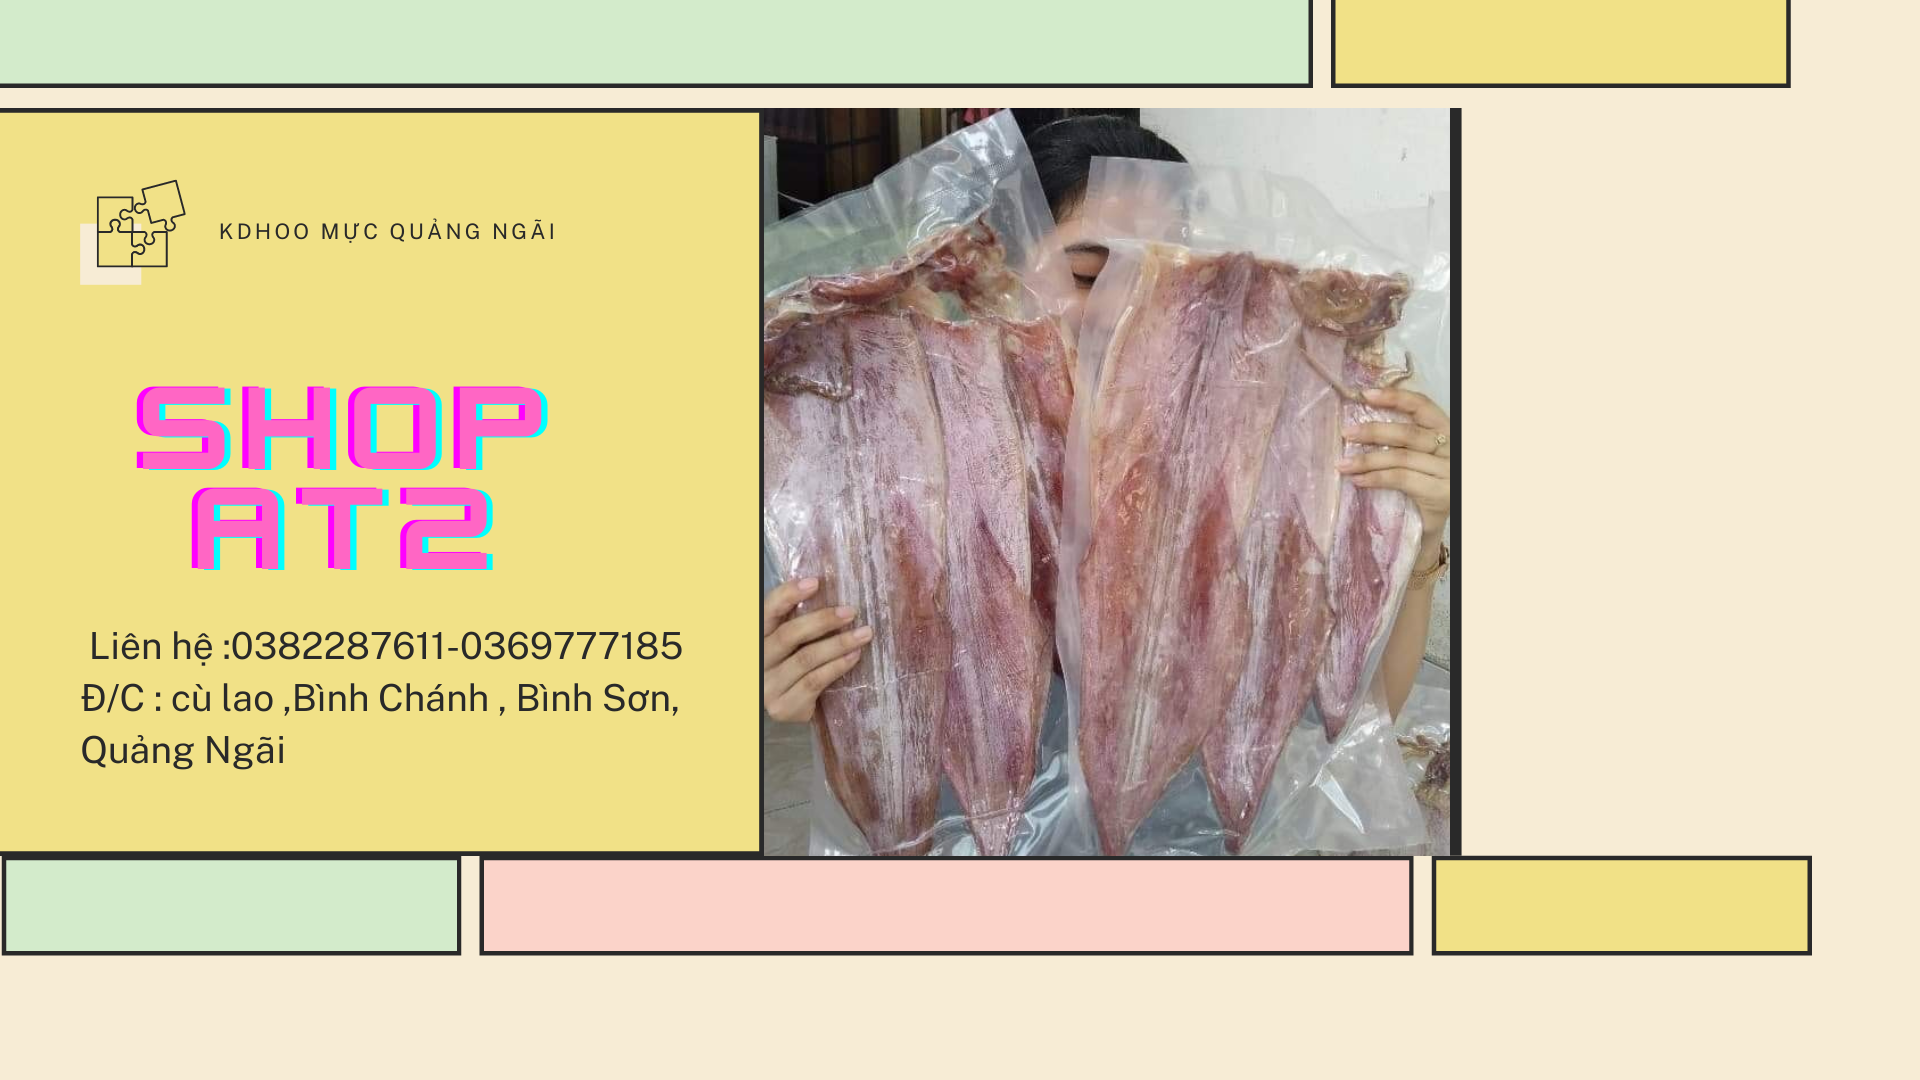 KDHOO MỰC QUẢNG NGÃI
SHOP
AT2
Liên hệ :0382287611-0369777185
Đ/C : cù lao ,Bình Chánh , Bình Sơn,
Quảng Ngãi